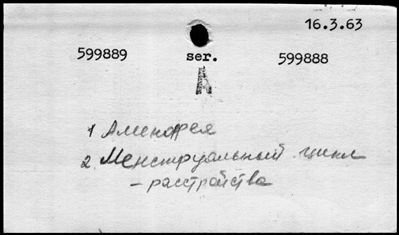 16.3.63
599889 ser. 599888
A
1 Аменорея
2. Менструальный цикл
– расстройства